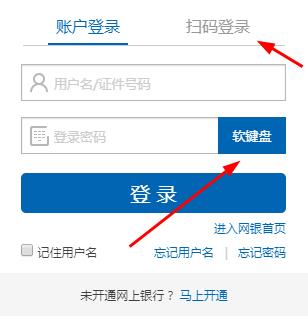 账户登录 扫码登录
用户名/证件号码
登录密码 软键盘
登 录
进入网银首页
记住用户名 忘记用户名 | 忘记密码
未开通网上银行？ 马上开通